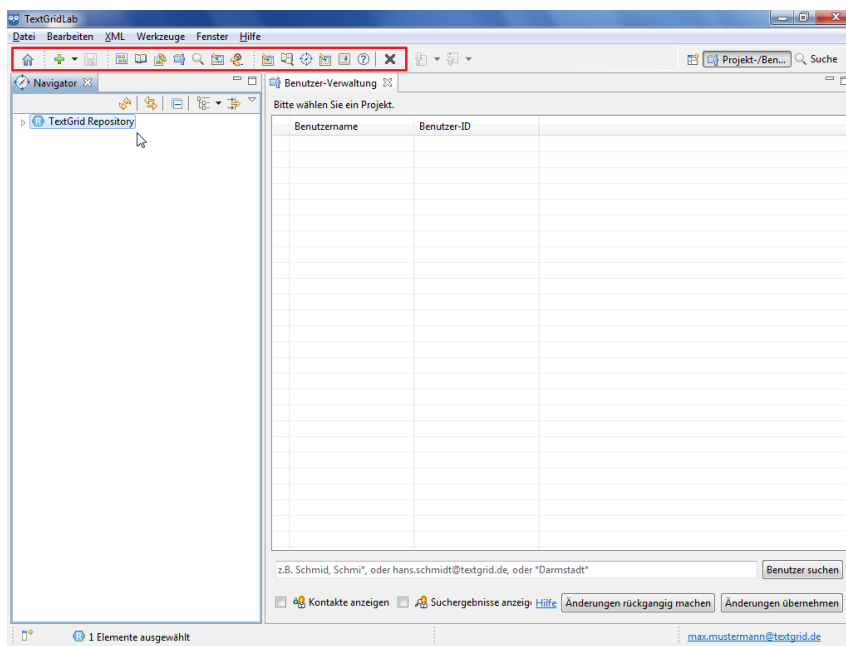 TextGridLab
Datei Bearbeiten XML Werkzeuge Fenster Hilfe
Projekt-/Ben... Suche
Navigator
Benutzer-Verwaltung
Bitte wählen Sie ein Projekt.
TextGrid Repository
Benutzername Benutzer-ID
z.B. Schmid, Schmi*, oder hans.schmidt@textgrid.de, oder "Darmstadt"
Benutzer suchen
Kontakte anzeigen Suchergebnisse anzeig Hilfe Änderungen rückgangig machen Änderungen übernehmen
1 Elemente ausgewählt
max.mustermann@textgrid.de